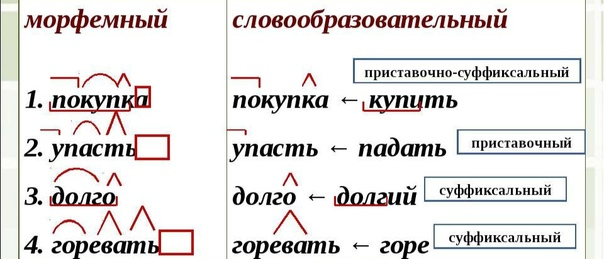 морфемный словообразовательный
приставочно-суффиксальный
1. покупка покупка ← купить
2. упасть упасть ← падать приставочный
3. долго долго ← долгий суффиксальный
4. горевать горевать ← горе суффиксальный